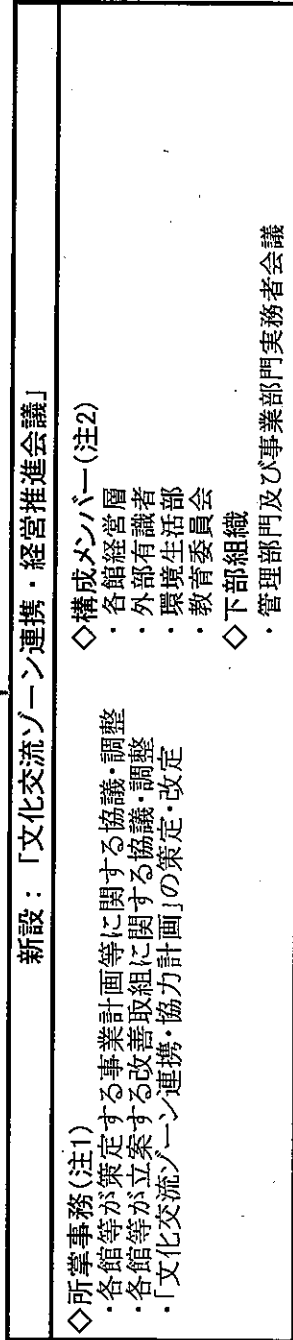 新設：「文化交流ゾーン連携・経営推進会議」
◇所掌事務(注1)
・各館等が策定する事業計画等に関する協議・調整
・各館等が立案する改善取組に関する協議・調整
・「文化交流ゾーン連携・協力計画」の策定・改定
◇構成メンバー(注2)
・各館経営層
・外部有識者
・環境生活部
・教育委員会
◇下部組織
・管理部門及び事業部門実務者会議